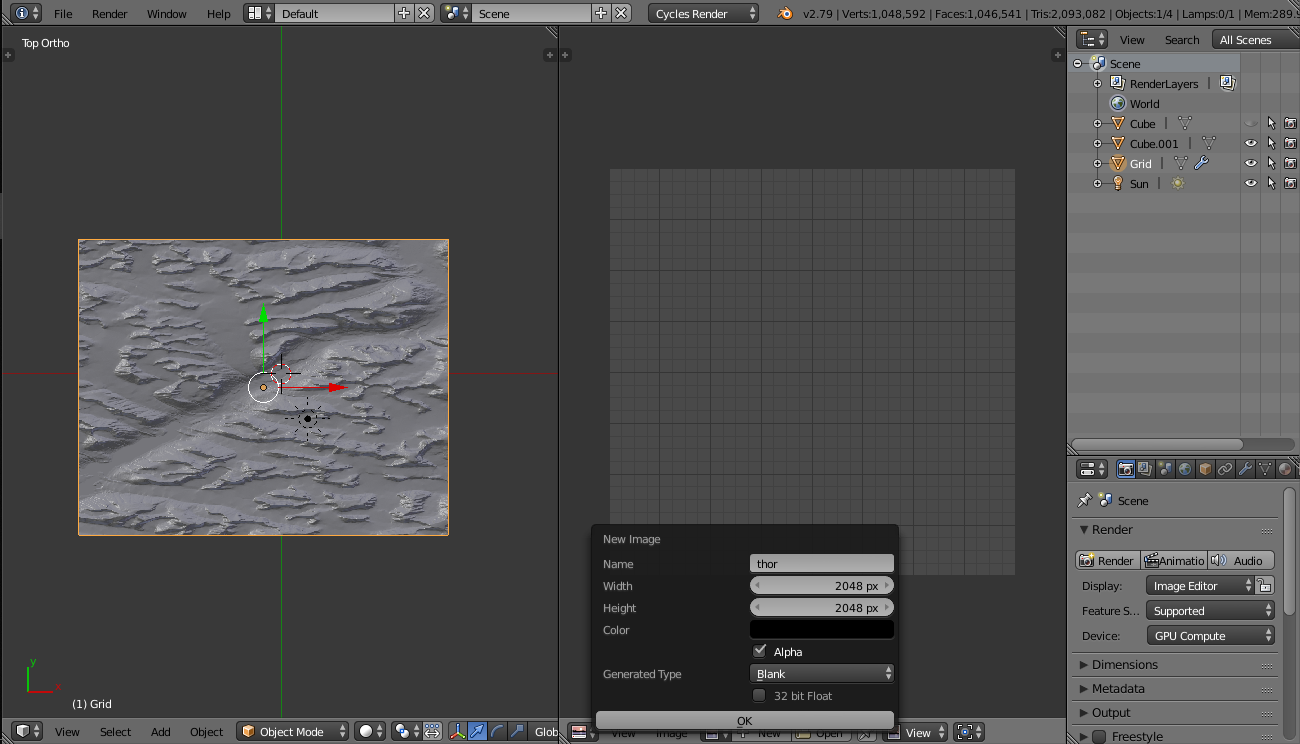 File Render Window Help Default Scene Cycles Render v2.79 | Verts:1,048,592 | Faces:1,046,541 | Tris:2,093,082 | Objects:1/4 | Lamps:0/1 | Mem:289.
Top Ortho
View Search All Scenes
Scene
RenderLayers |
World
Cube |
Cube.001 |
Grid |
Sun |
Scene
Render
Render Animatio Audio
Display: Image Editor
Feature S... Supported
Device: GPU Compute
Dimensions
Metadata
Output
Freestyle
New Image
Name thor
Width 2048 px
Height 2048 px
Color
Alpha
Generated Type Blank
32 bit Float
OK
y
x
(1) Grid
View Select Add Object Object Mode Glob
View Image New Open View